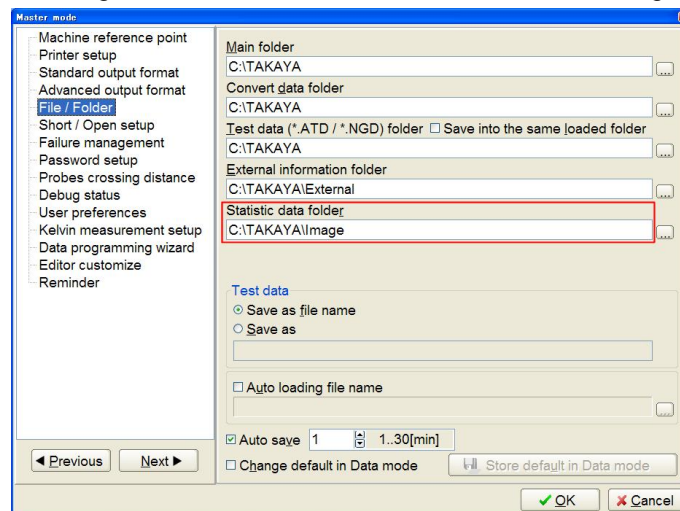 Master mode
Machine reference point
Printer setup
Standard output format
Advanced output format
File / Folder
Short / Open setup
Failure management
Password setup
Probes crossing distance
Debug status
User preferences
Kelvin measurement setup
Data programming wizard
Editor customize
Reminder
◄ Previous
Next ►
Main folder
C:\TAKAYA
...
Convert data folder
C:\TAKAYA
...
Test data (*.ATD / *.NGD) folder Save into the same loaded folder
C:\TAKAYA
...
External information folder
C:\TAKAYA\External
...
Statistic data folder
C:\TAKAYA\Image
...
Test data
Save as file name
Save as
Auto loading file name
...
Auto save 1 1..30[min]
Change default in Data mode
Store default in Data mode
OK
Cancel